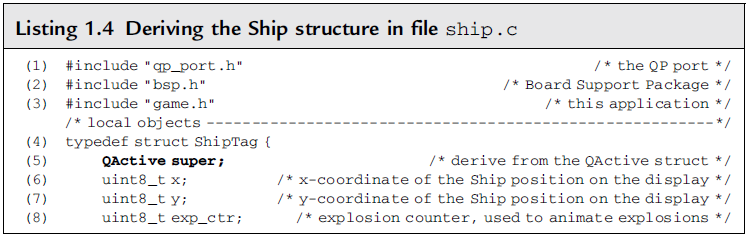 Listing 1.4 Deriving the Ship structure in file ship.c
(1) #include "qp_port.h" /* the QP port */
(2) #include "bsp.h" /* Board Support Package */
(3) #include "game.h" /* this application */
/* local objects -------------------------------------------------------- */
(4) typedef struct ShipTag {
(5) QActive super; /* derive from the QActive struct */
(6) uint8_t x; /* x-coordinate of the Ship position on the display */
(7) uint8_t y; /* y-coordinate of the Ship position on the display */
(8) uint8_t exp_ctr; /* explosion counter, used to animate explosions */